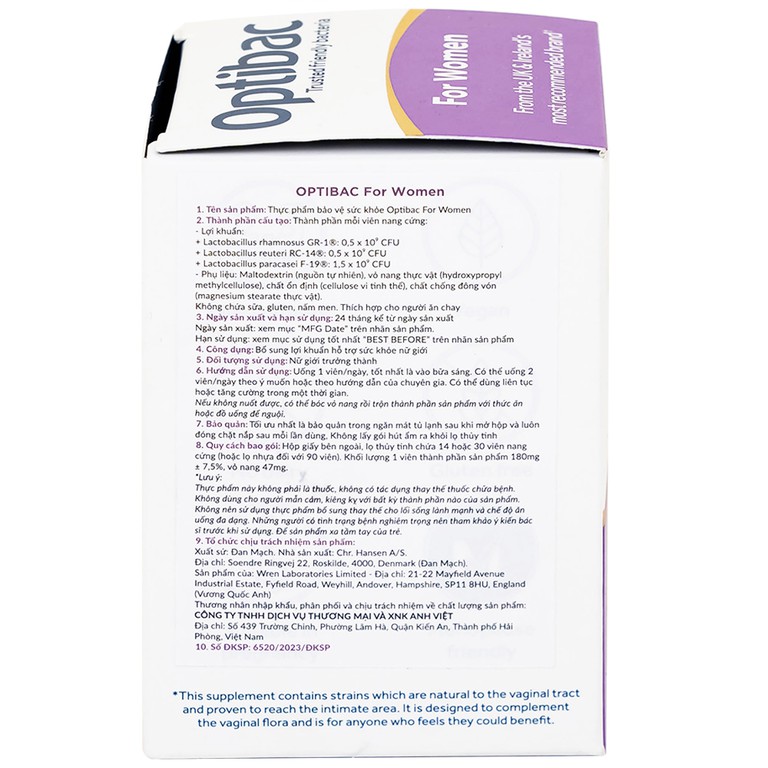 Optibac
Trusted friendly bacteria
For Women
From the UK & Ireland's
most recommended brand
OPTIBAC For Women
1. Tên sản phẩm: Thực phẩm bảo vệ sức khỏe Optibac For Women
2. Thành phần cấu tạo: Thành phần mỗi viên nang cứng:
- Lợi khuẩn:
+ Lactobacillus rhamnosus GR-1®: 0,5 x 10⁹ CFU
+ Lactobacillus reuteri RC-14®: 0,5 x 10⁹ CFU
+ Lactobacillus paracasei F-19®: 1,5 x 10⁹ CFU
- Phụ liệu: Maltodextrin (nguồn tự nhiên), vỏ nang thực vật (hydroxypropyl
methylcellulose), chất ổn định (cellulose vi tinh thể), chất chống đông vón
(magnesium stearate thực vật).
Không chứa sữa, gluten, nấm men. Thích hợp cho người ăn chay
3. Ngày sản xuất và hạn sử dụng: 24 tháng kể từ ngày sản xuất
Ngày sản xuất: xem mục "MFG Date" trên nhãn sản phẩm.
Hạn sử dụng: xem mục sử dụng tốt nhất "BEST BEFORE" trên nhãn sản phẩm
4. Công dụng: Bổ sung lợi khuẩn hỗ trợ sức khỏe nữ giới
5. Đối tượng sử dụng: Nữ giới trưởng thành
6. Hướng dẫn sử dụng: Uống 1 viên/ngày, tốt nhất là vào bữa sáng. Có thể uống 2
viên/ngày theo ý muốn hoặc theo hướng dẫn của chuyên gia. Có thể dùng liên tục
hoặc tăng cường trong một thời gian.
Nếu không nuốt được, có thể bóc vỏ nang rồi trộn thành phần sản phẩm với thức ăn
hoặc đồ uống để nguội.
7. Bảo quản: Tối ưu nhất là bảo quản trong ngăn mát tủ lạnh sau khi mở hộp và luôn
đóng chặt nắp sau mỗi lần dùng. Không lấy gói hút ẩm ra khỏi lọ thủy tinh
8. Quy cách bao gói: Hộp giấy bên ngoài, lọ thủy tinh chứa 14 hoặc 30 viên nang
cứng (hoặc lọ nhựa đối với 90 viên). Khối lượng 1 viên thành phần sản phẩm 180mg
± 7,5%, vỏ nang 47mg.
*Lưu ý:
Thực phẩm này không phải là thuốc, không có tác dụng thay thế thuốc chữa bệnh.
Không dùng cho người mẫn cảm, kiêng kỵ với bất kỳ thành phần nào của sản phẩm.
Không nên sử dụng thực phẩm bổ sung thay thế cho lối sống lành mạnh và chế độ ăn
uống đa dạng. Những người có tình trạng bệnh nghiêm trọng nên tham khảo ý kiến bác
sĩ trước khi sử dụng. Để sản phẩm xa tầm tay của trẻ.
9. Tổ chức chịu trách nhiệm sản phẩm:
Xuất sứ: Đan Mạch. Nhà sản xuất: Chr. Hansen A/S.
Địa chỉ: Soendre Ringvej 22, Roskilde, 4000, Denmark (Đan Mạch).
Sản phẩm của: Wren Laboratories Limited - Địa chỉ: 21-22 Mayfield Avenue
Industrial Estate, Fyfield Road, Weyhill, Andover, Hampshire, SP11 8HU, England
(Vương Quốc Anh)
Thương nhân nhập khẩu, phân phối và chịu trách nhiệm về chất lượng sản phẩm:
CÔNG TY TNHH DỊCH VỤ THƯƠNG MẠI VÀ XNK ANH VIỆT
Địa chỉ: Số 439 Trường Chinh, Phường Lãm Hà, Quận Kiến An, Thành phố Hải
Phòng, Việt Nam
10. Số ĐKSP: 6520/2023/ĐKSP
*This supplement contains strains which are natural to the vaginal tract
and proven to reach the intimate area. It is designed to complement
the vaginal flora and is for anyone who feels they could benefit.